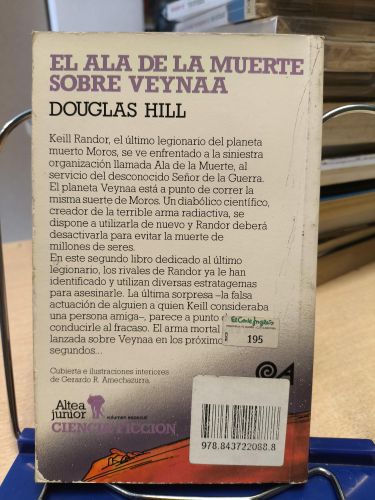 EL ALA DE LA MUERTE
SOBRE VEYNAA
DOUGLAS HILL
Keill Randor, el último legionario del planeta
muerto Moros, se ve enfrentado a la siniestra
organización llamada Ala de la Muerte, al
servicio del desconocido Señor de la Guerra.
El planeta Veynaa está a punto de correr la
misma suerte de Moros. Un diabólico científico,
creador de la terrible arma radiactiva, se
dispone a utilizarla de nuevo y Randor deberá
desactivarla para evitar la muerte de
millones de seres.
En este segundo libro dedicado al último
legionario, los rivales de Randor ya le han
identificado y utilizan diversas estratagemas
para asesinarle. La última sorpresa —la falsa
actuación de alguien a quien Keill consideraba
una persona amiga—, parece a punto
conducirle al fracaso. El arma mortal
lanzada sobre Veynaa en los próximo
segundos...
El Corte Inglés
195
Cubierta e ilustraciones interiores
de Gerardo R. Amechazurra.
Altea
junior
volumen especial
CIENCIA FICCION
978.843722088.8